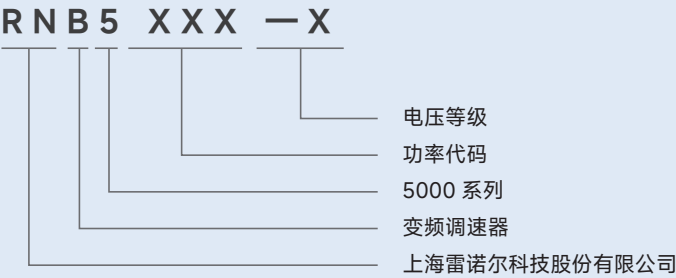 RNB5 XXX —X
电压等级
功率代码
5000 系列
变频调速器
上海雷诺尔科技股份有限公司